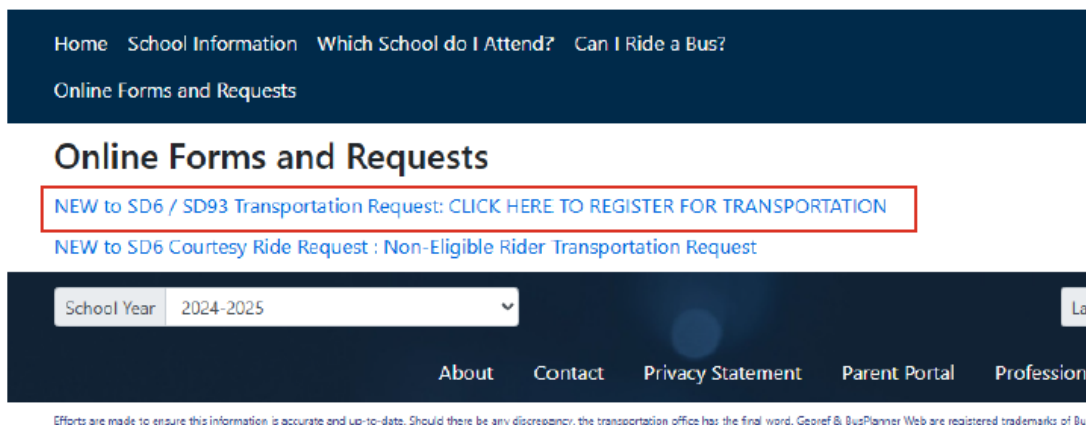 Home School Information Which School do I Attend? Can I Ride a Bus?
Online Forms and Requests
Online Forms and Requests
NEW to SD6 / SD93 Transportation Request: CLICK HERE TO REGISTER FOR TRANSPORTATION
NEW to SD6 Courtesy Ride Request : Non-Eligible Rider Transportation Request
School Year 2024-2025 La
About Contact Privacy Statement Parent Portal Profession
Efforts are made to ensure this information is accurate and up-to-date. Should there be any discrepancy, the transportation office has the final word. Georef & BusPlanner Web are registered trademarks of Bu